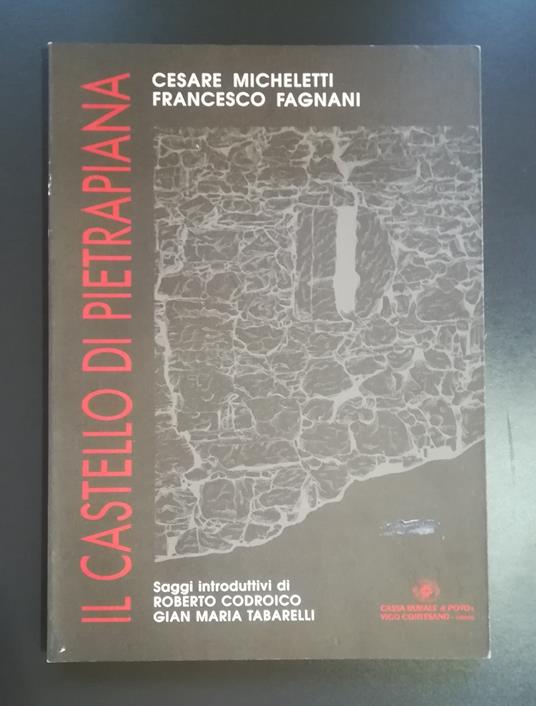 CESARE MICHELETTI
FRANCESCO FAGNANI
IL CASTELLO DI PIETRAPIANA
Saggi introduttivi di
ROBERTO CODROICO
GIAN MARIA TABARELLI
CASSA RURALE di POVO e
VIGO CORTESANO